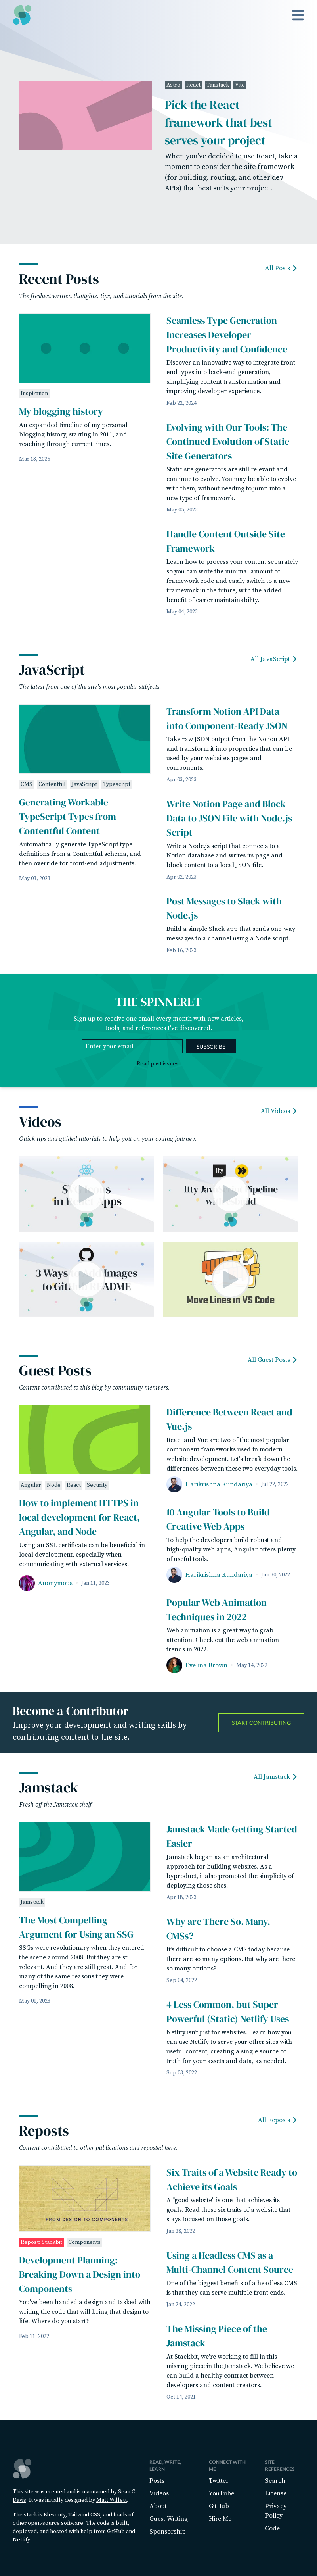 Astro React Tanstack Vite
Pick the React
framework that best
serves your project
When you've decided to use React, take a
moment to consider the site framework
(for building, routing, and other dev
APIs) that best suits your project.
All Posts
Recent Posts
The freshest written thoughts, tips, and tutorials from the site.
Inspiration
My blogging history
An expanded timeline of my personal
blogging history, starting in 2011, and
reaching through current times.
Mar 13, 2025
Seamless Type Generation
Increases Developer
Productivity and Confidence
Discover an innovative way to integrate front-
end types into back-end generation,
simplifying content transformation and
improving developer experience.
Feb 22, 2024
Evolving with Our Tools: The
Continued Evolution of Static
Site Generators
Static site generators are still relevant and
continue to evolve. You may be able to evolve
with them, without needing to jump into a
new type of framework.
May 05, 2023
Handle Content Outside Site
Framework
Learn how to process your content separately
so you can write the minimal amount of
framework code and easily switch to a new
framework in the future, with the added
benefit of easier maintainability.
May 04, 2023
All JavaScript
JavaScript
The latest from one of the site's most popular subjects.
CMS Contentful JavaScript Typescript
Generating Workable
TypeScript Types from
Contentful Content
Automatically generate TypeScript type
definitions from a Contentful schema, and
then override for front-end adjustments.
May 03, 2023
Transform Notion API Data
into Component-Ready JSON
Take raw JSON output from the Notion API
and transform it into properties that can be
used by your website's pages and
components.
Apr 03, 2023
Write Notion Page and Block
Data to JSON File with Node.js
Script
Write a Node.js script that connects to a
Notion database and writes its page and
block content to a local JSON file.
Apr 02, 2023
Post Messages to Slack with
Node.js
Build a simple Slack app that sends one-way
messages to a channel using a Node script.
Feb 16, 2023
THE SPINNERET
Sign up to receive one email every month with new articles,
tools, and references I've discovered.
Enter your email
SUBSCRIBE
Read past issues.
All Videos
Videos
Quick tips and guided tutorials to help you on your coding journey.
in apps
11ty Jav Pipeline
w ld
3 Ways mages
to Git ADME
QUICK
Move Lines in VS Code
All Guest Posts
Guest Posts
Content contributed to this blog by community members.
Angular Node React Security
How to implement HTTPS in
local development for React,
Angular, and Node
Using an SSL certificate can be beneficial in
local development, especially when
communicating with external services.
Anonymous · Jan 11, 2023
Difference Between React and
Vue.js
React and Vue are two of the most popular
component frameworks used in modern
website development. Let's break down the
differences between these two everyday tools.
Harikrishna Kundariya · Jul 22, 2022
10 Angular Tools to Build
Creative Web Apps
To help the developers build robust and
high-quality web apps, Angular offers plenty
of useful tools.
Harikrishna Kundariya · Jun 30, 2022
Popular Web Animation
Techniques in 2022
Web animation is a great way to grab
attention. Check out the web animation
trends in 2022.
Evelina Brown · May 14, 2022
Become a Contributor
Improve your development and writing skills by
contributing content to the site.
START CONTRIBUTING
All Jamstack
Jamstack
Fresh off the Jamstack shelf.
Jamstack
The Most Compelling
Argument for Using an SSG
SSGs were revolutionary when they entered
the scene around 2008. But they are still
relevant. And they are still great. And for
many of the same reasons they were
compelling in 2008.
May 01, 2023
Jamstack Made Getting Started
Easier
Jamstack began as an architectural
approach for building websites. As a
byproduct, it also promoted the simplicity of
deploying those sites.
Apr 18, 2023
Why are There So. Many.
CMSs?
It's difficult to choose a CMS today because
there are so many options. But why are there
so many options?
Sep 04, 2022
4 Less Common, but Super
Powerful (Static) Netlify Uses
Netlify isn't just for websites. Learn how you
can use Netlify to serve your other sites with
useful content, creating a single source of
truth for your assets and data, as needed.
Sep 03, 2022
All Reposts
Reposts
Content contributed to other publications and reposted here.
FROM DESIGN TO COMPONENTS
Report: Stackbit Components
Development Planning:
Breaking Down a Design into
Components
You've been handed a design and tasked with
writing the code that will bring that design to
life. Where do you start?
Feb 11, 2022
Six Traits of a Website Ready to
Achieve its Goals
A "good website" is one that achieves its
goals. Read these six traits of a website that
stays focused on those goals.
Jan 28, 2022
Using a Headless CMS as a
Multi-Channel Content Source
One of the biggest benefits of a headless CMS
is that they can serve multiple front ends.
Jan 24, 2022
The Missing Piece of the
Jamstack
At Stackbit, we're working to fill in this
missing piece in the Jamstack. We believe we
can build a healthy contract between
developers and content creators.
Oct 14, 2021
This site was created and is maintained by Sean C
Davis. It was initially designed by Matt Willett.
The stack is Eleventy, Tailwind CSS, and loads of
other open-source software. The code is built,
deployed, and hosted with help from GitHub and
Netlify.
READ, WRITE,
LEARN
Posts
Videos
About
Guest Writing
Sponsorship
CONNECT WITH
ME
Twitter
YouTube
GitHub
Hire Me
SITE
REFERENCES
Search
License
Privacy
Policy
Code